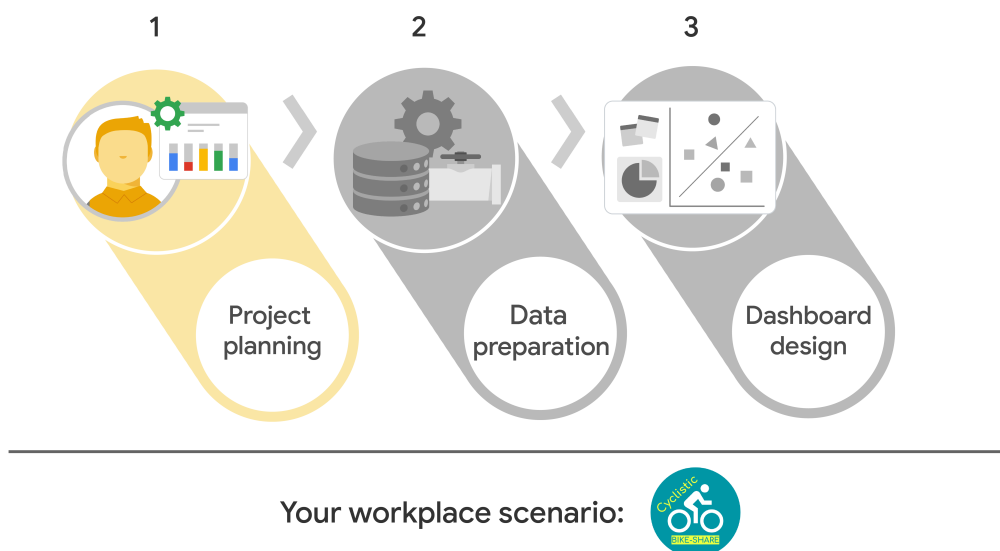 1
2
3
Project
planning
Data
preparation
Dashboard
design
Your workplace scenario:
Cyclistic
BIKE-SHARE